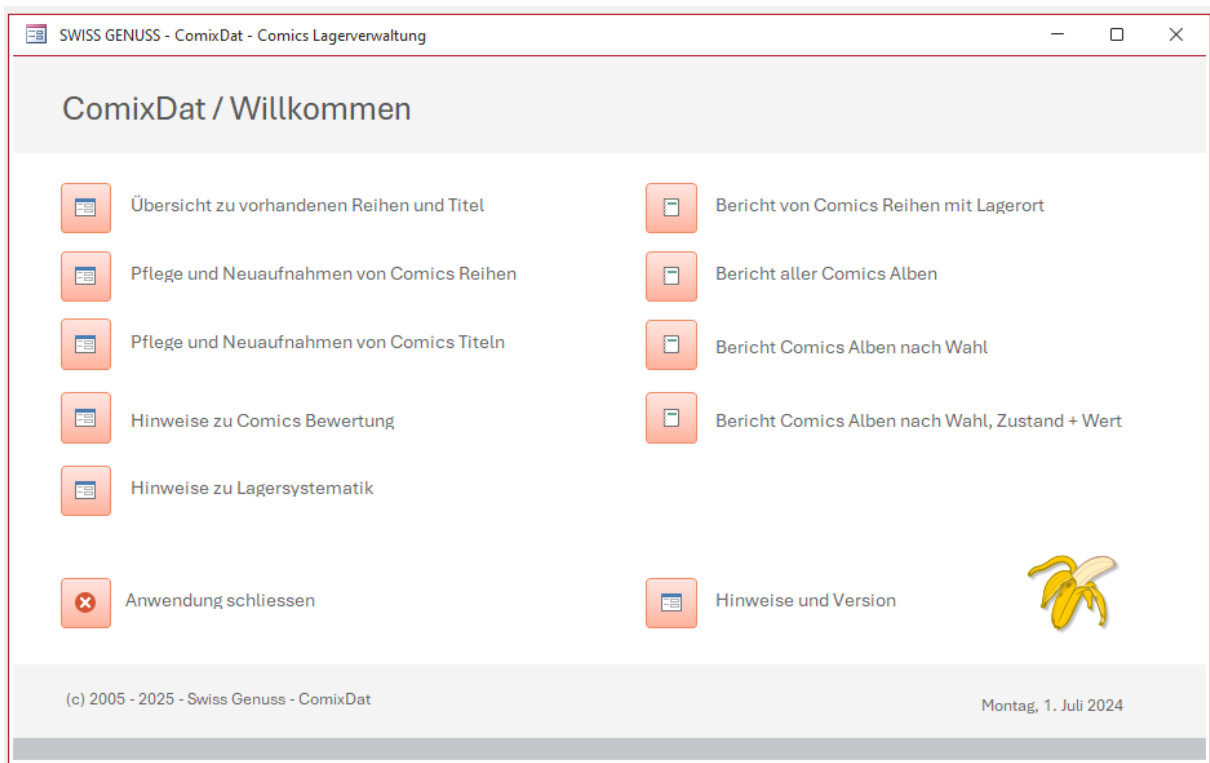 SWISS GENUSS - ComixDat - Comics Lagerverwaltung
ComixDat / Willkommen
Übersicht zu vorhandenen Reihen und Titel
Pflege und Neuaufnahmen von Comics Reihen
Pflege und Neuaufnahmen von Comics Titeln
Hinweise zu Comics Bewertung
Hinweise zu Lagersystematik
Anwendung schliessen
Bericht von Comics Reihen mit Lagerort
Bericht aller Comics Alben
Bericht Comics Alben nach Wahl
Bericht Comics Alben nach Wahl, Zustand + Wert
Hinweise und Version
(c) 2005 - 2025 - Swiss Genuss - ComixDat
Montag, 1. Juli 2024